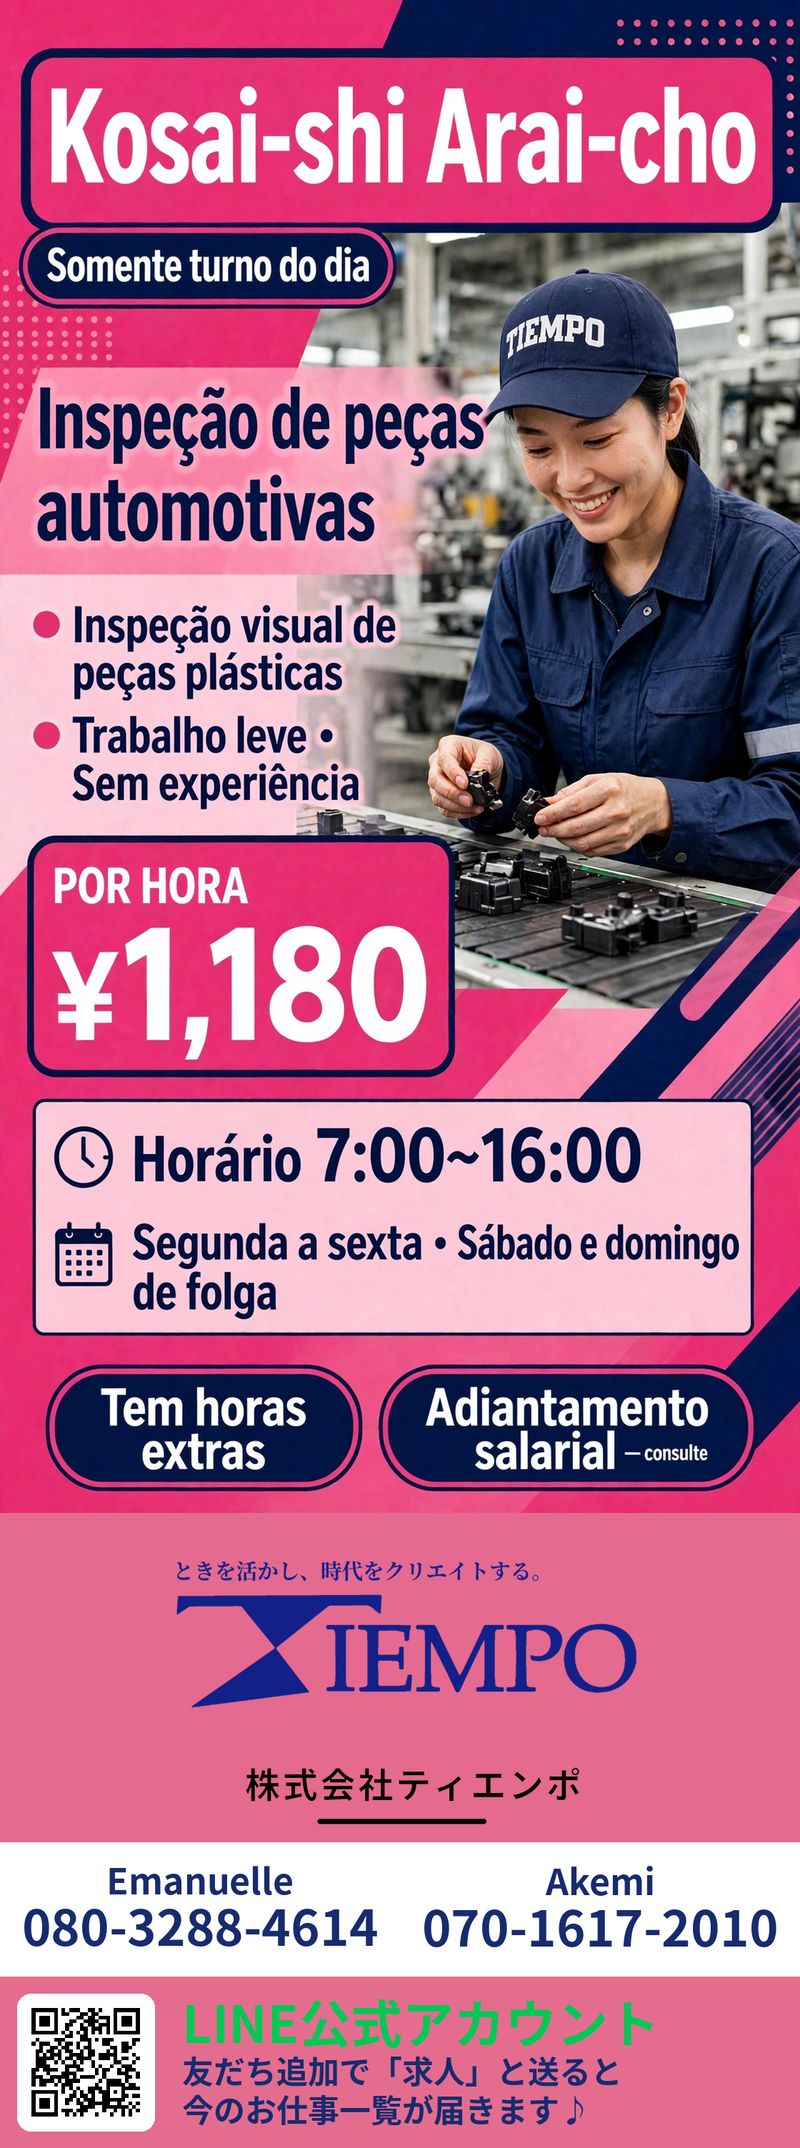 Kosai-shi Arai-cho
Somente turno do dia
TIEMPO
Inspeção de peças
automotivas
Inspeção visual de
peças plásticas
Trabalho leve •
Sem experiência
POR HORA
¥1,180
Horário 7:00~16:00
Segunda a sexta • Sábado e domingo
de folga
Tem horas
extras
Adiantamento
salarial — consulte
ときを活かし、時代をクリエイトする。
TIEMPO
株式会社ティエンポ
Emanuelle
080-3288-4614
Akemi
070-1617-2010
LINE公式アカウント
友だち追加で「求人」と送ると
今のお仕事一覧が届きます♪